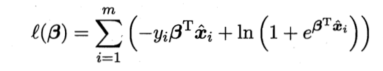 ℓ(β) = ∑_{i=1}^{m} ( −y_i β^T x̂_i + ln ( 1 + e^{β^T x̂_i} ) )